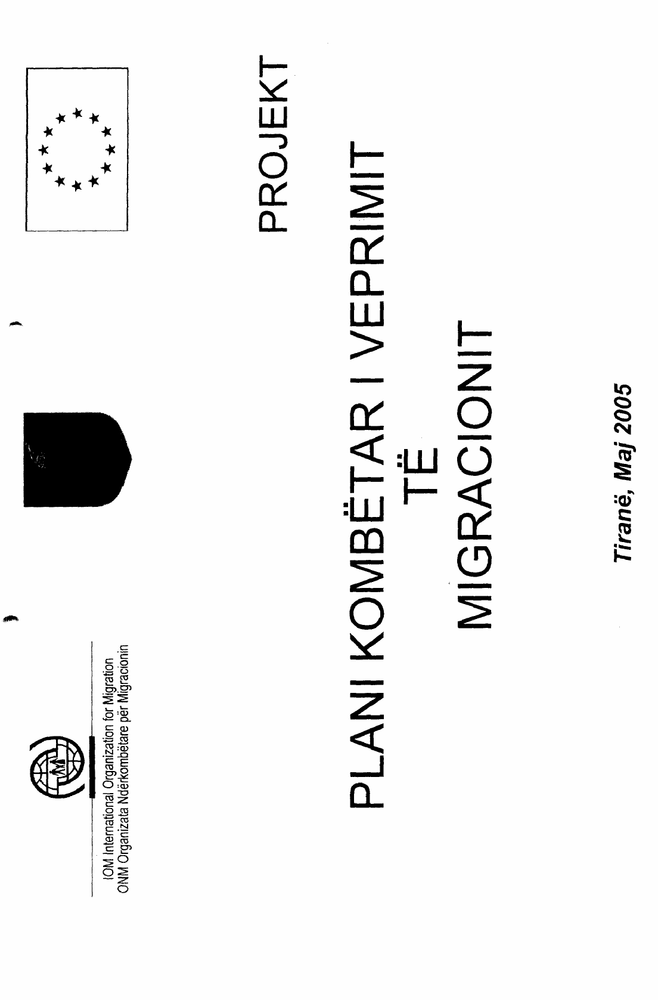 IOM International Organization for Migration
ONM Organizata Ndërkombëtare për Migracionin
PROJEKT
PLANI KOMBËTAR I VEPRIMIT
TË
MIGRACIONIT
Tiranë, Maj 2005